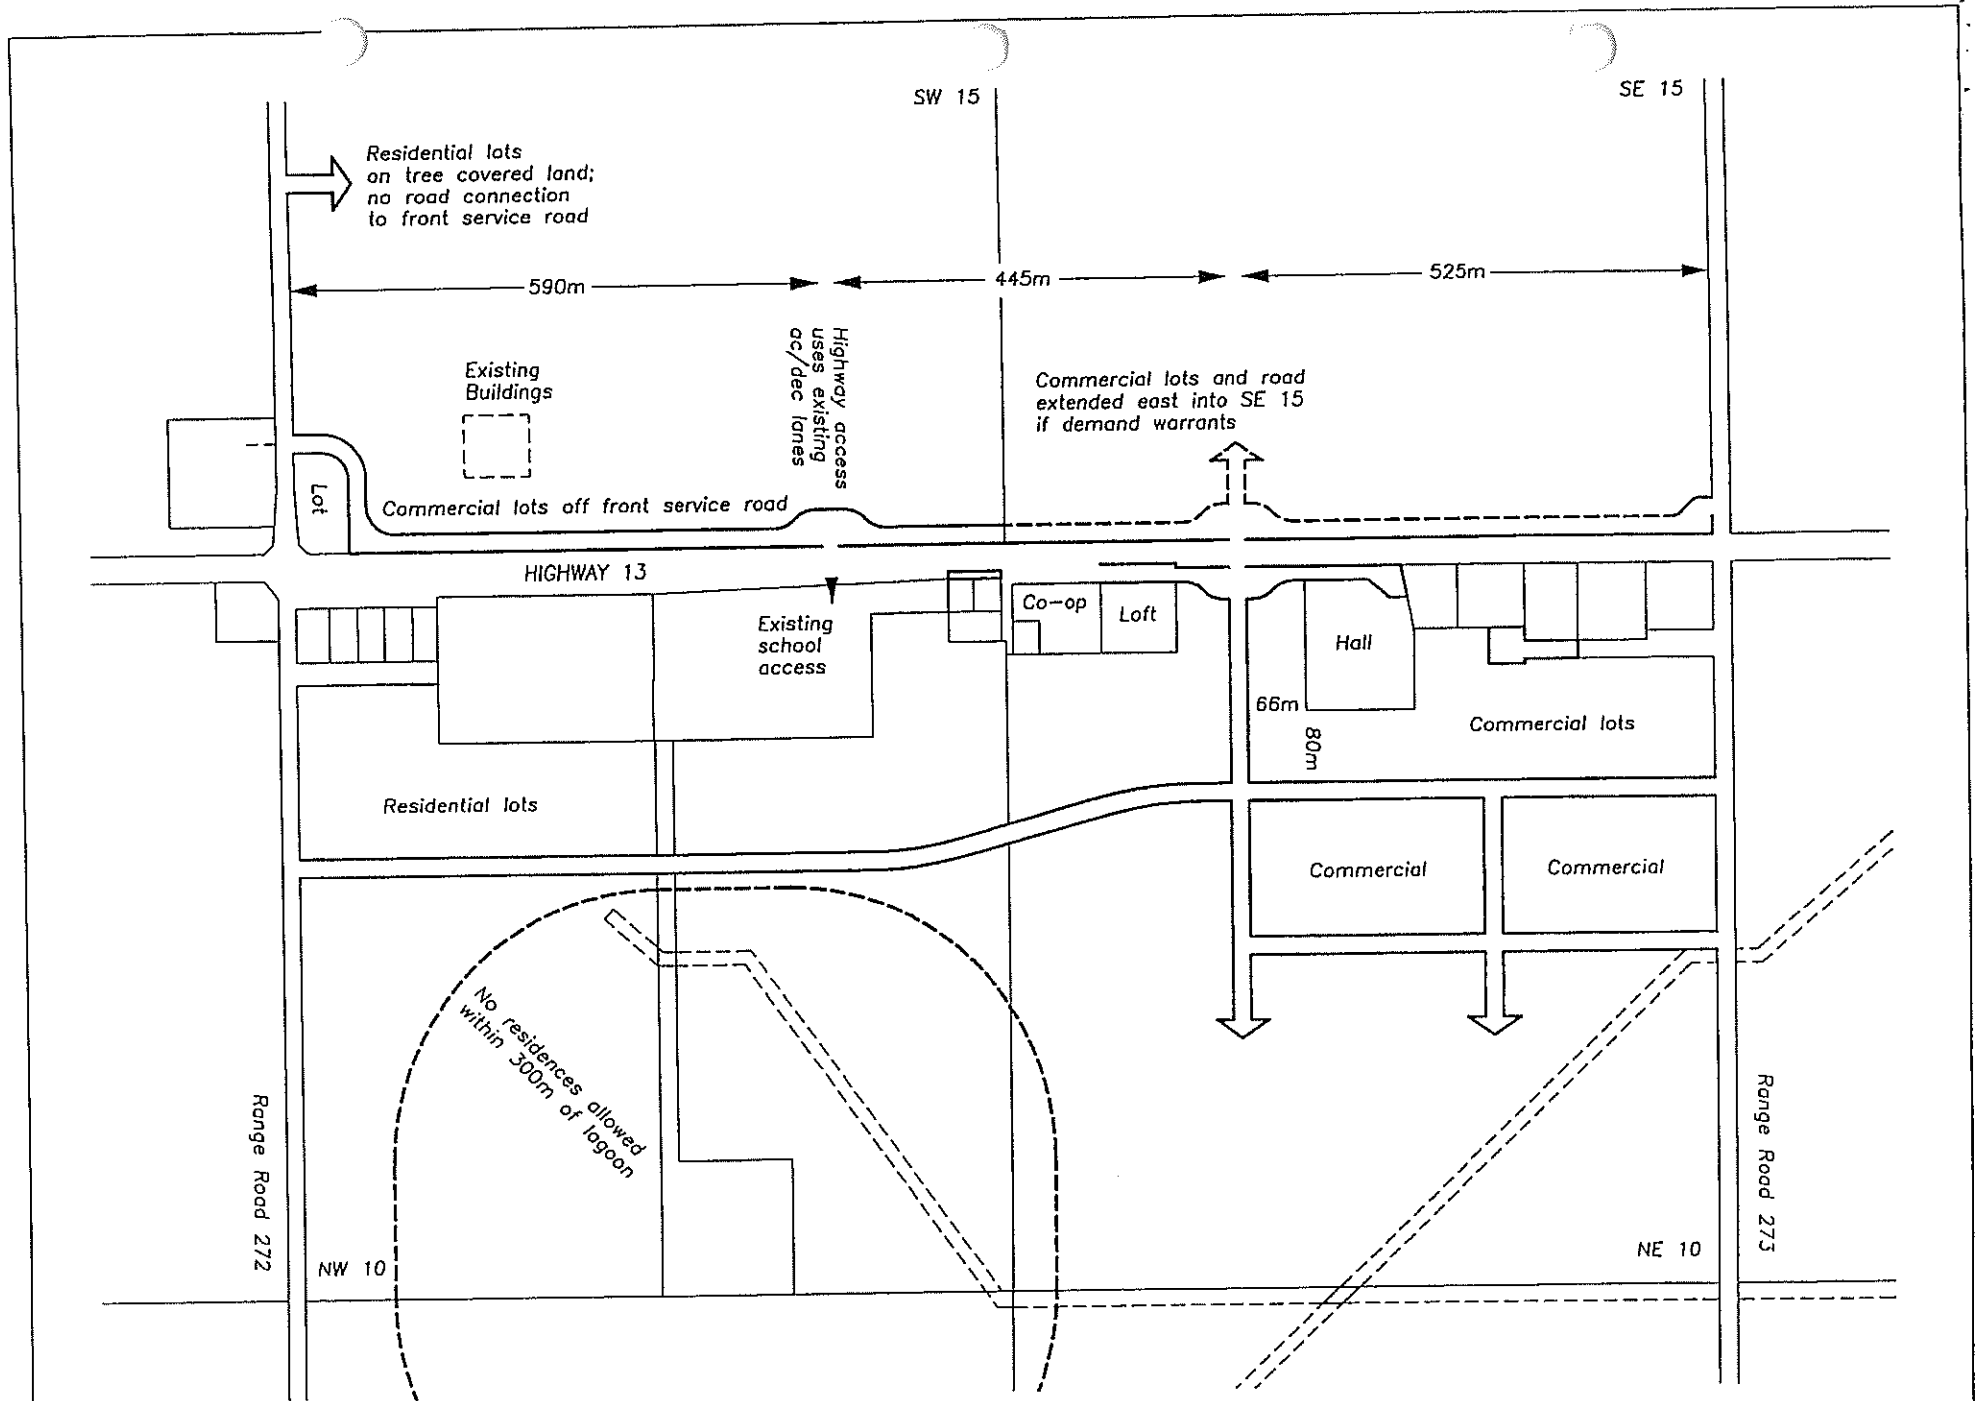 SW 15
SE 15
Residential lots
on tree covered land;
no road connection
to front service road
590m
445m
525m
Highway access
uses existing
ac/dec lanes
Existing
Buildings
Commercial lots and road
extended east into SE 15
if demand warrants
Lot
Commercial lots off front service road
HIGHWAY 13
Existing
school
access
Co-op
Loft
Hall
66m
80m
Commercial lots
Residential lots
Commercial
Commercial
No residences allowed
within 300m of lagoon
Range Road 272
Range Road 273
NW 10
NE 10